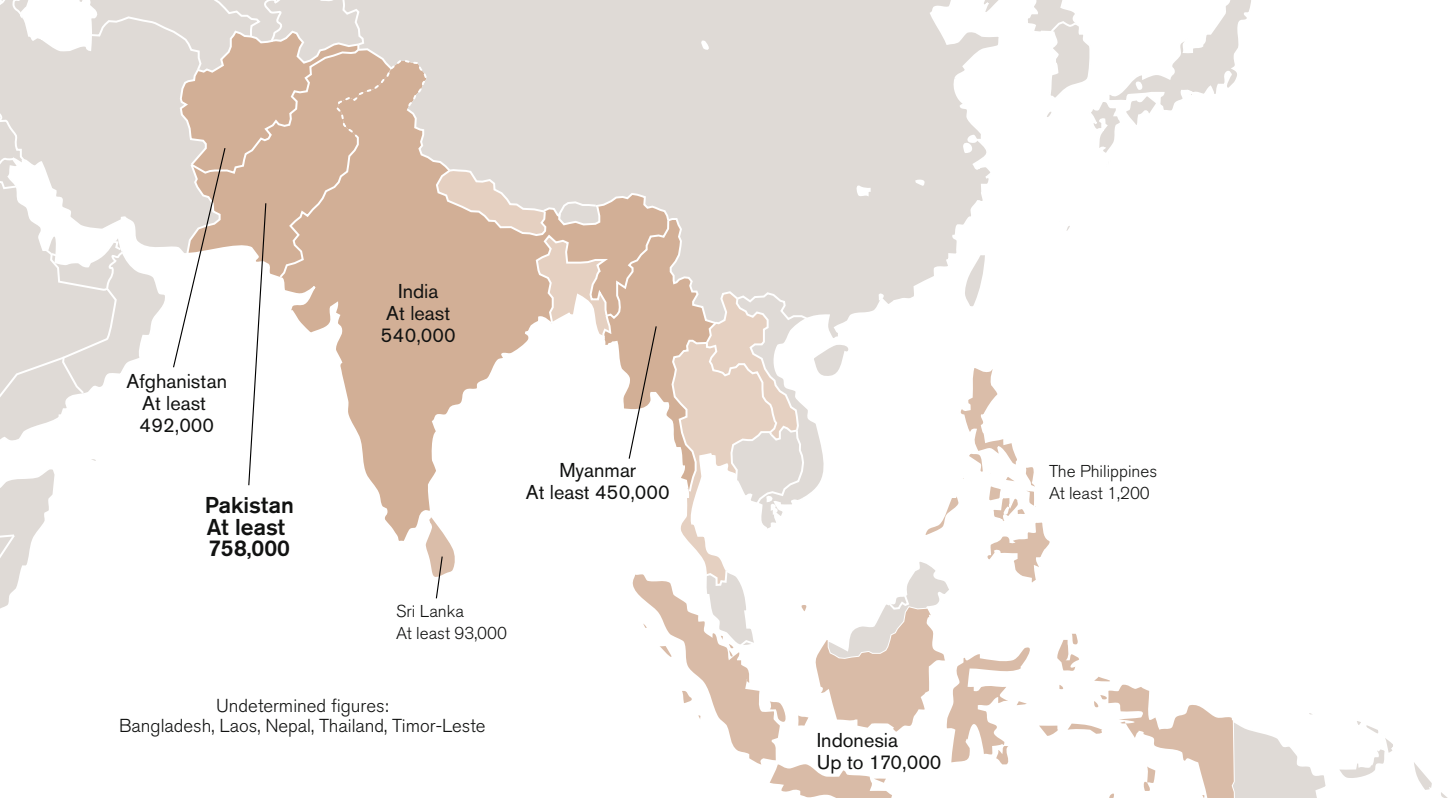 India
At least
540,000
Afghanistan
At least
492,000
Pakistan
At least
758,000
Myanmar
At least 450,000
The Philippines
At least 1,200
Sri Lanka
At least 93,000
Undetermined figures:
Bangladesh, Laos, Nepal, Thailand, Timor-Leste
Indonesia
Up to 170,000